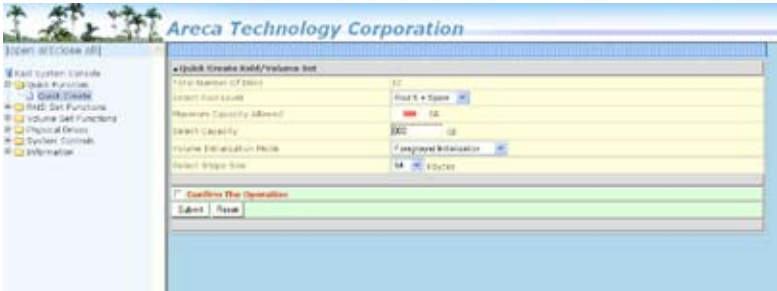 Areca Technology Corporation
[open all|close all]
Raid System Console
Quick Function
Quick Create
RAID Set Functions
Volume Set Functions
Physical Drives
System Controls
Information
Quick Create Raid/Volume Set
Total Number Of Disks 12
Select Raid Level Raid 5 + Spare
Maximum Capacity Allowed GB
Select Capacity GB
Volume Initialization Mode Foreground Initialization
Select Stripe Size 64 KBytes
Confirm The Operation
Submit Reset